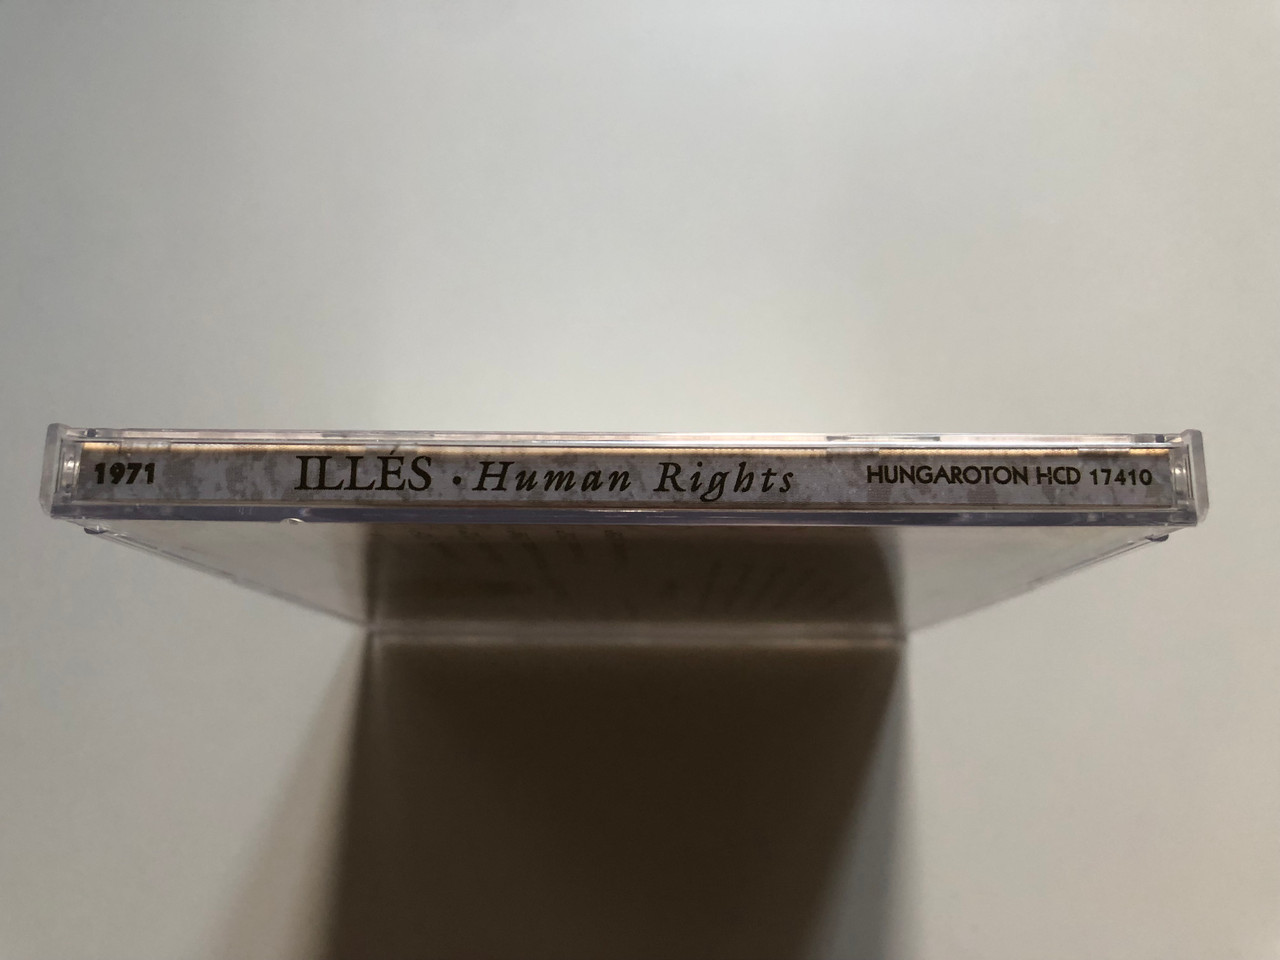 1971 ILLÉS • Human Rights HUNGAROTON HCD 17410